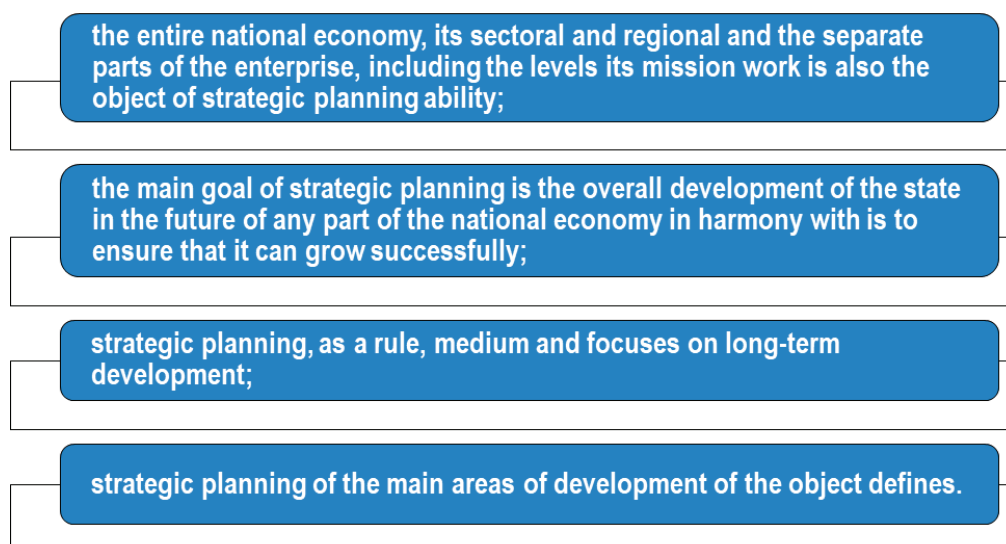 the entire national economy, its sectoral and regional and the separate
parts of the enterprise, including the levels its mission work is also the
object of strategic planning ability;
the main goal of strategic planning is the overall development of the state
in the future of any part of the national economy in harmony with is to
ensure that it can grow successfully;
strategic planning, as a rule, medium and focuses on long-term
development;
strategic planning of the main areas of development of the object defines.